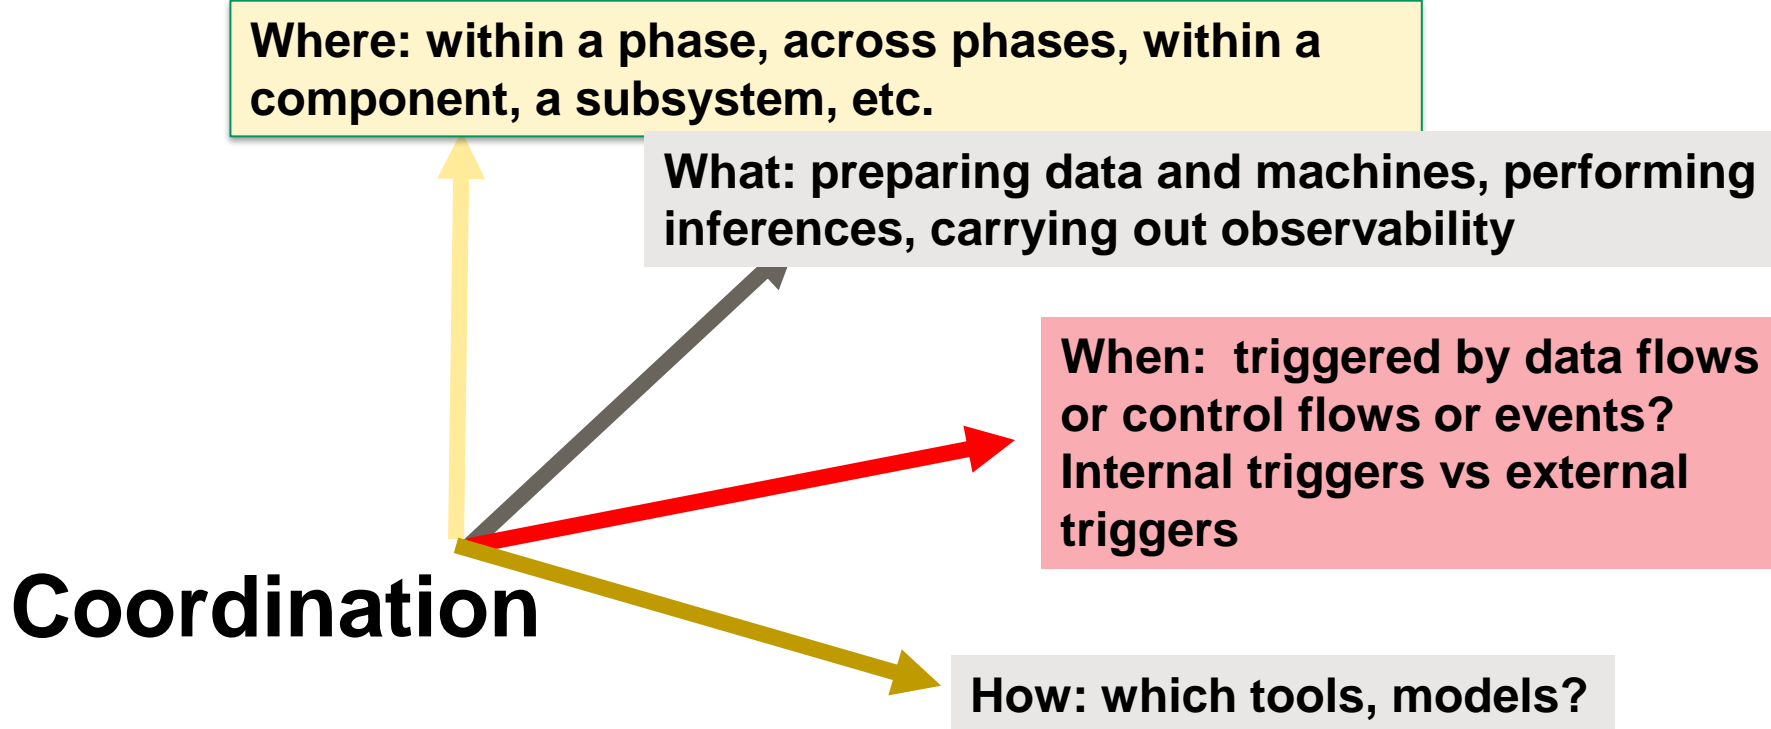 Where: within a phase, across phases, within a
component, a subsystem, etc.
What: preparing data and machines, performing
inferences, carrying out observability
When:  triggered by data flows
or control flows or events?
Internal triggers vs external
triggers
Coordination
How: which tools, models?